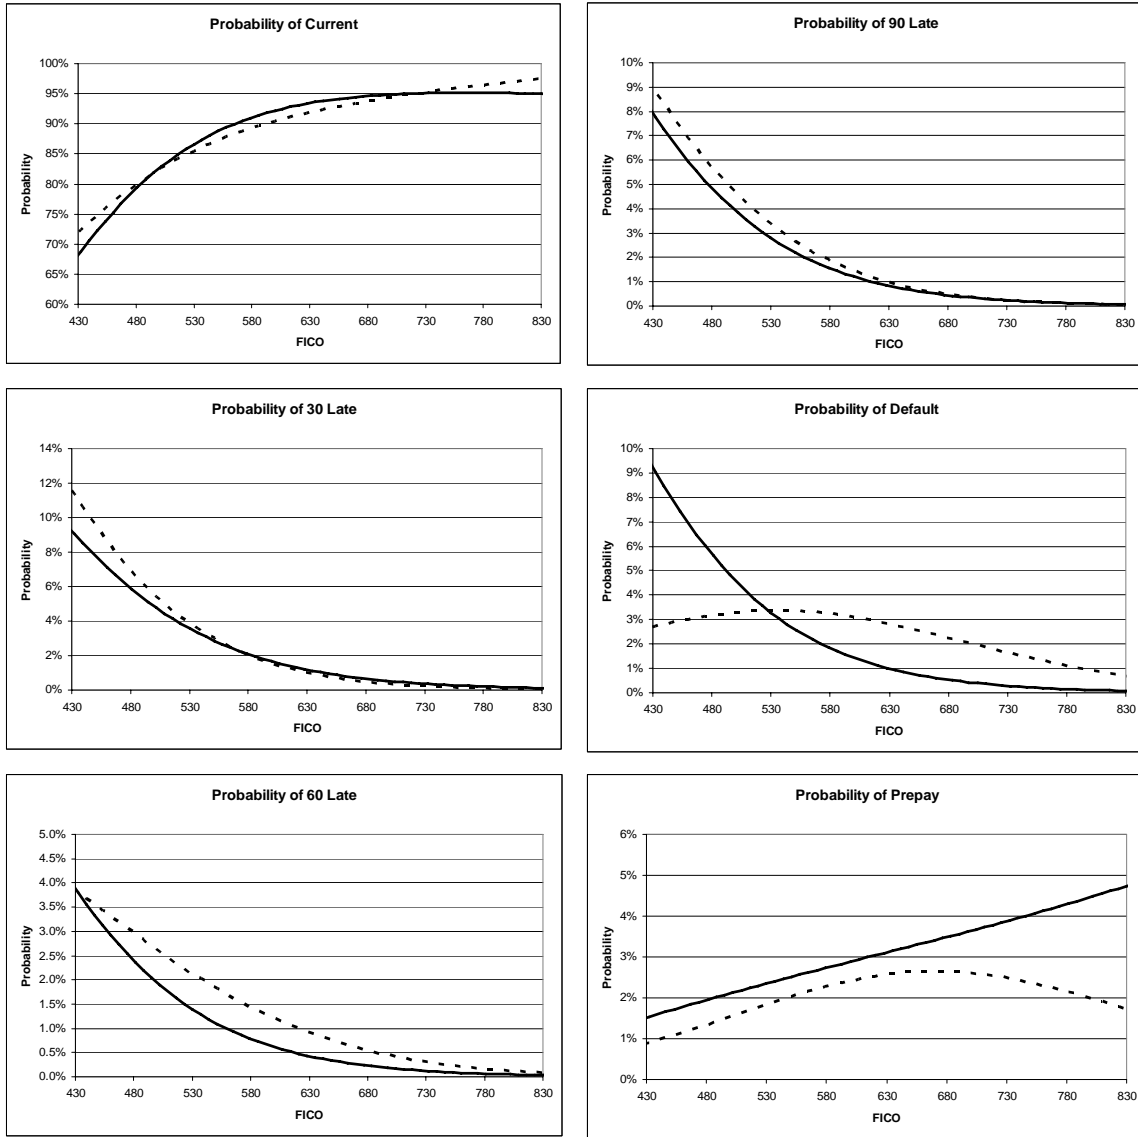 Probability of Current
100%
95%
90%
85%
80%
75%
70%
65%
60%
Probability
430 480 530 580 630 680 730 780 830
FICO
Probability of 90 Late
10%
9%
8%
7%
6%
5%
4%
3%
2%
1%
0%
Probability
430 480 530 580 630 680 730 780 830
FICO
Probability of 30 Late
14%
12%
10%
8%
6%
4%
2%
0%
Probability
430 480 530 580 630 680 730 780 830
FICO
Probability of Default
10%
9%
8%
7%
6%
5%
4%
3%
2%
1%
0%
Probability
430 480 530 580 630 680 730 780 830
FICO
Probability of 60 Late
5.0%
4.5%
4.0%
3.5%
3.0%
2.5%
2.0%
1.5%
1.0%
0.5%
0.0%
Probability
430 480 530 580 630 680 730 780 830
FICO
Probability of Prepay
6%
5%
4%
3%
2%
1%
0%
Probability
430 480 530 580 630 680 730 780 830
FICO